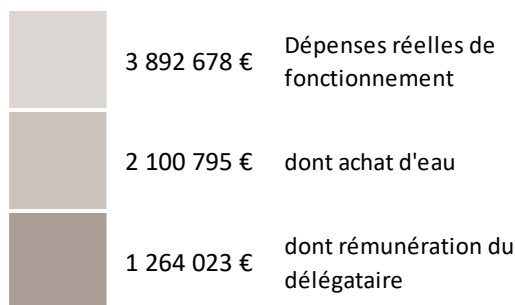 3 892 678 € Dépenses réelles de
fonctionnement
2 100 795 € dont achat d'eau
1 264 023 € dont rémunération du
délégataire